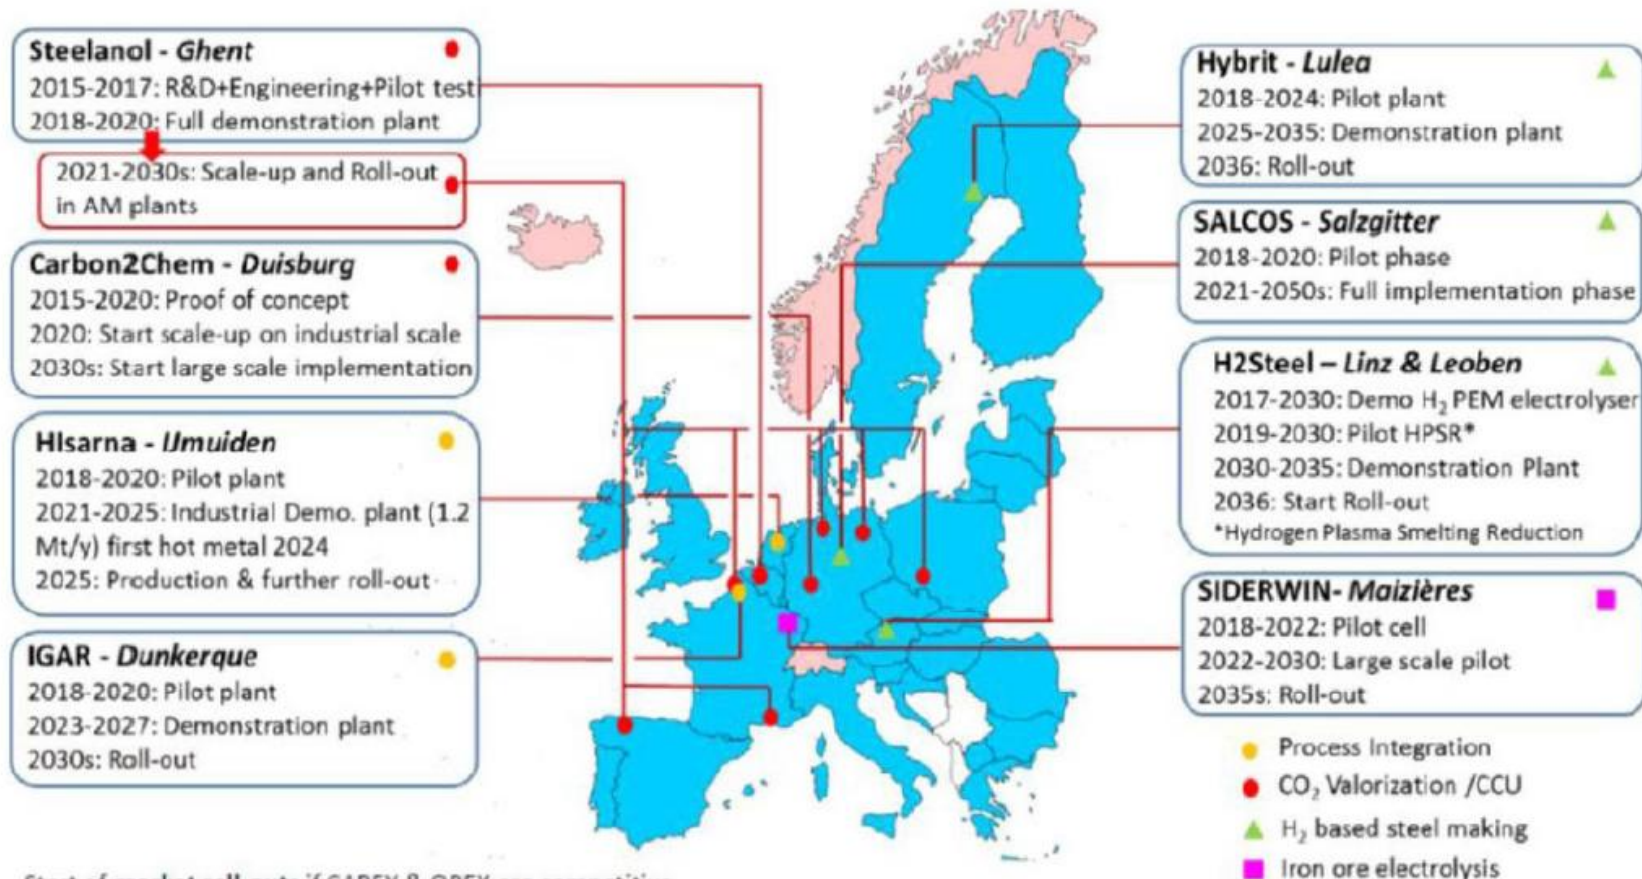 Steelanol - Ghent
2015-2017: R&D+Engineering+Pilot test
2018-2020: Full demonstration plant
2021-2030s: Scale-up and Roll-out
in AM plants
Carbon2Chem - Duisburg
2015-2020: Proof of concept
2020: Start scale-up on industrial scale
2030s: Start large scale implementation
HIsarna - IJmuiden
2018-2020: Pilot plant
2021-2025: Industrial Demo. plant (1.2
Mt/y) first hot metal 2024
2025: Production & further roll-out
IGAR - Dunkerque
2018-2020: Pilot plant
2023-2027: Demonstration plant
2030s: Roll-out
Hybrit - Lulea
2018-2024: Pilot plant
2025-2035: Demonstration plant
2036: Roll-out
SALCOS - Salzgitter
2018-2020: Pilot phase
2021-2050s: Full implementation phase
H2Steel – Linz & Leoben
2017-2030: Demo H₂ PEM electrolyser
2019-2030: Pilot HPSR*
2030-2035: Demonstration Plant
2036: Start Roll-out
*Hydrogen Plasma Smelting Reduction
SIDERWIN- Maizières
2018-2022: Pilot cell
2022-2030: Large scale pilot
2035s: Roll-out
Process Integration
CO₂ Valorization /CCU
H₂ based steel making
Iron ore electrolysis